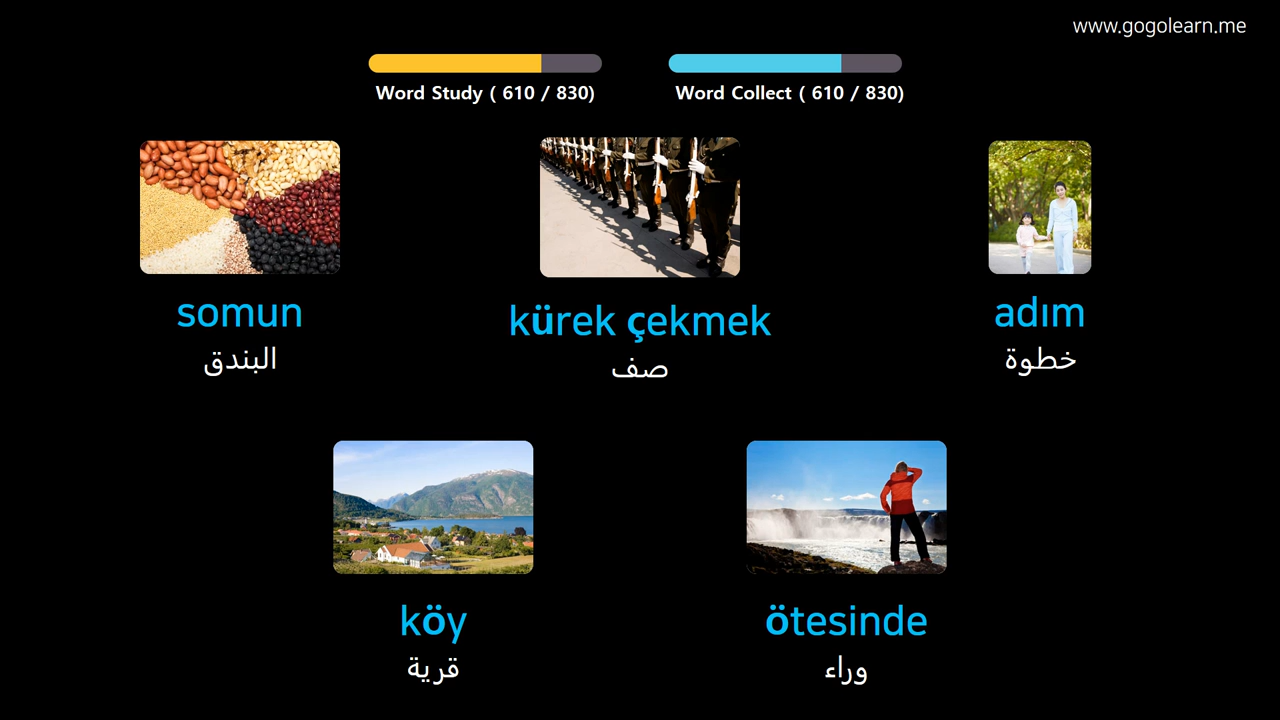 www.gogolearn.me
Word Study ( 610 / 830)
Word Collect ( 610 / 830)
somun
البندق
kürek çekmek
صف
adım
خطوة
köy
قرية
ötesinde
وراء